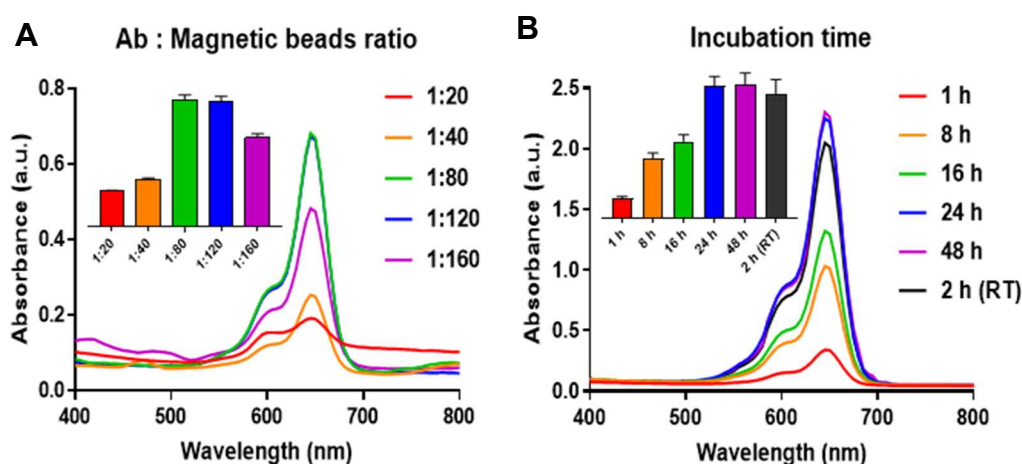 A
Ab : Magnetic beads ratio
Absorbance (a.u.)
0.8
0.6
0.4
0.2
0.0
400
500
600
700
800
Wavelength (nm)
1:20
1:40
1:80
1:120
1:160
1:20
1:40
1:80
1:120
1:160
B
Incubation time
Absorbance (a.u.)
2.5
2.0
1.5
1.0
0.5
0.0
400
500
600
700
800
Wavelength (nm)
1 h
8 h
16 h
24 h
48 h
2 h (RT)
1 h
8 h
16 h
24 h
48 h
2 h (RT)